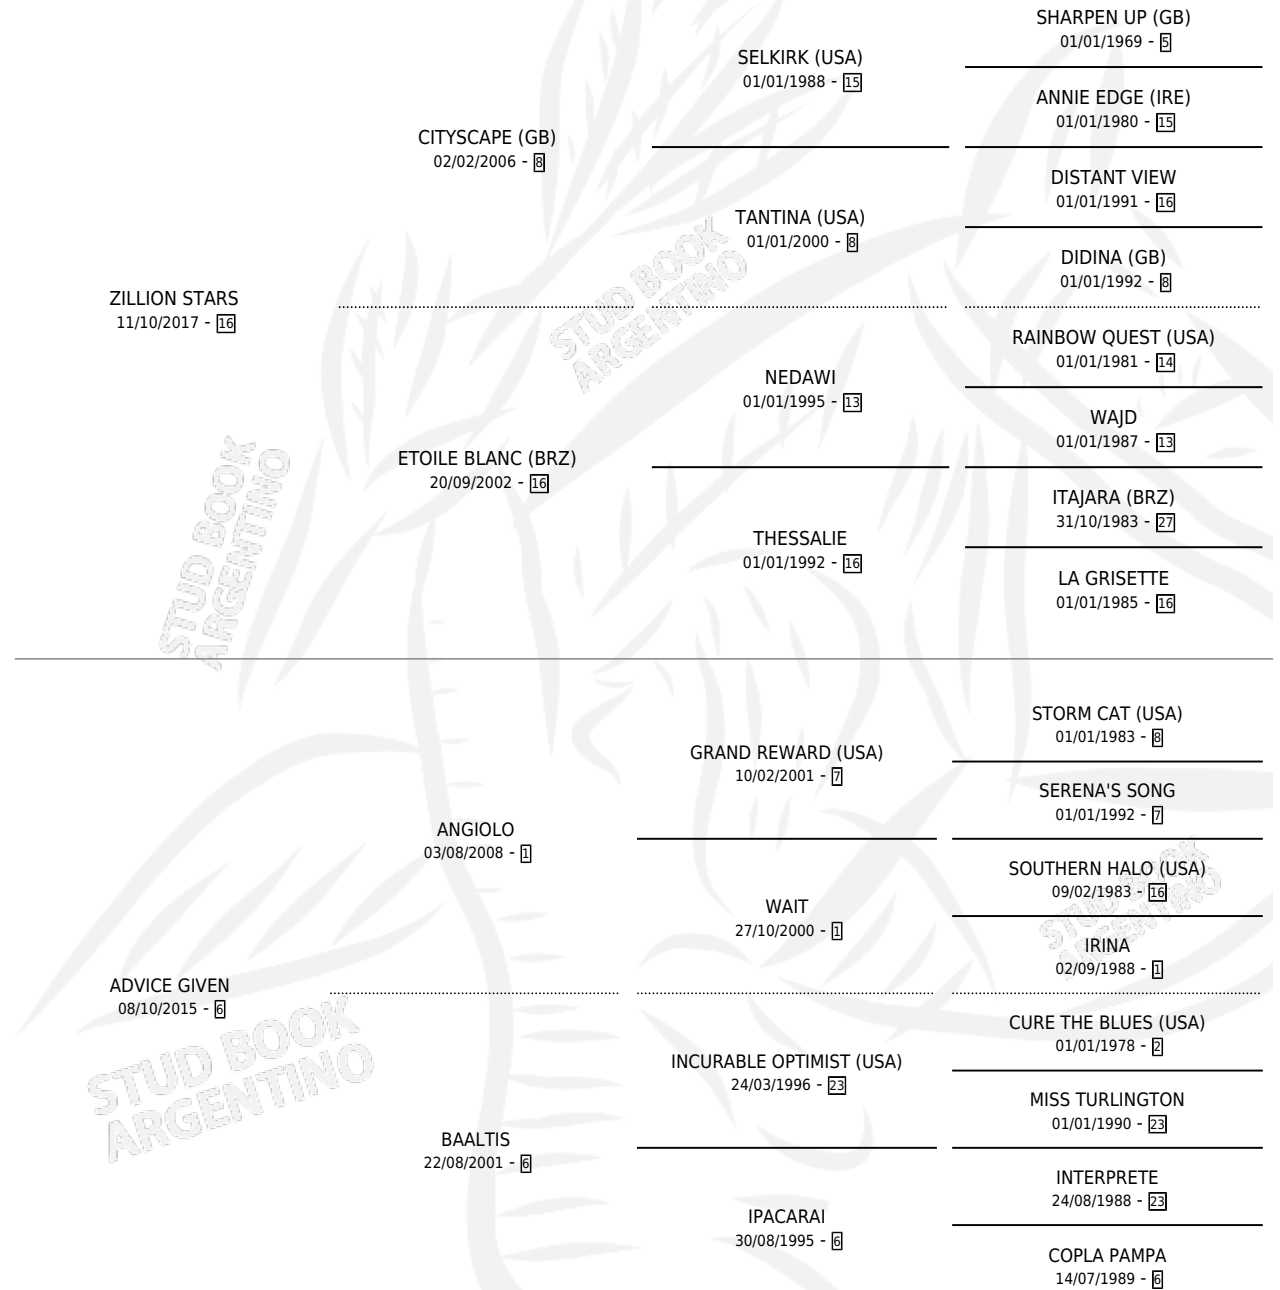 SHARPEN UP (GB)
01/01/1969 - 5
SELKIRK (USA)
01/01/1988 - 15
ANNIE EDGE (IRE)
01/01/1980 - 15
CITYSCAPE (GB)
02/02/2006 - 8
DISTANT VIEW
01/01/1991 - 16
TANTINA (USA)
01/01/2000 - 8
DIDINA (GB)
01/01/1992 - 8
ZILLION STARS
11/10/2017 - 16
RAINBOW QUEST (USA)
01/01/1981 - 14
NEDAWI
01/01/1995 - 13
WAJD
01/01/1987 - 13
ETOILE BLANC (BRZ)
20/09/2002 - 16
ITAJARA (BRZ)
31/10/1983 - 27
THESSALIE
01/01/1992 - 16
LA GRISETTE
01/01/1985 - 16
STORM CAT (USA)
01/01/1983 - 8
GRAND REWARD (USA)
10/02/2001 - 7
SERENA'S SONG
01/01/1992 - 7
ANGIOLO
03/08/2008 - 1
SOUTHERN HALO (USA)
09/02/1983 - 16
WAIT
27/10/2000 - 1
IRINA
02/09/1988 - 1
ADVICE GIVEN
08/10/2015 - 6
CURE THE BLUES (USA)
01/01/1978 - 2
INCURABLE OPTIMIST (USA)
24/03/1996 - 23
MISS TURLINGTON
01/01/1990 - 23
BAALTIS
22/08/2001 - 6
INTERPRETE
24/08/1988 - 23
IPACARAI
30/08/1995 - 6
COPLA PAMPA
14/07/1989 - 6
STUD BOOK
ARGENTINO
STUD BOOK
ARGENTINO
STUD BOOK
ARGENTINO
STUD BOOK
ARGENTINO